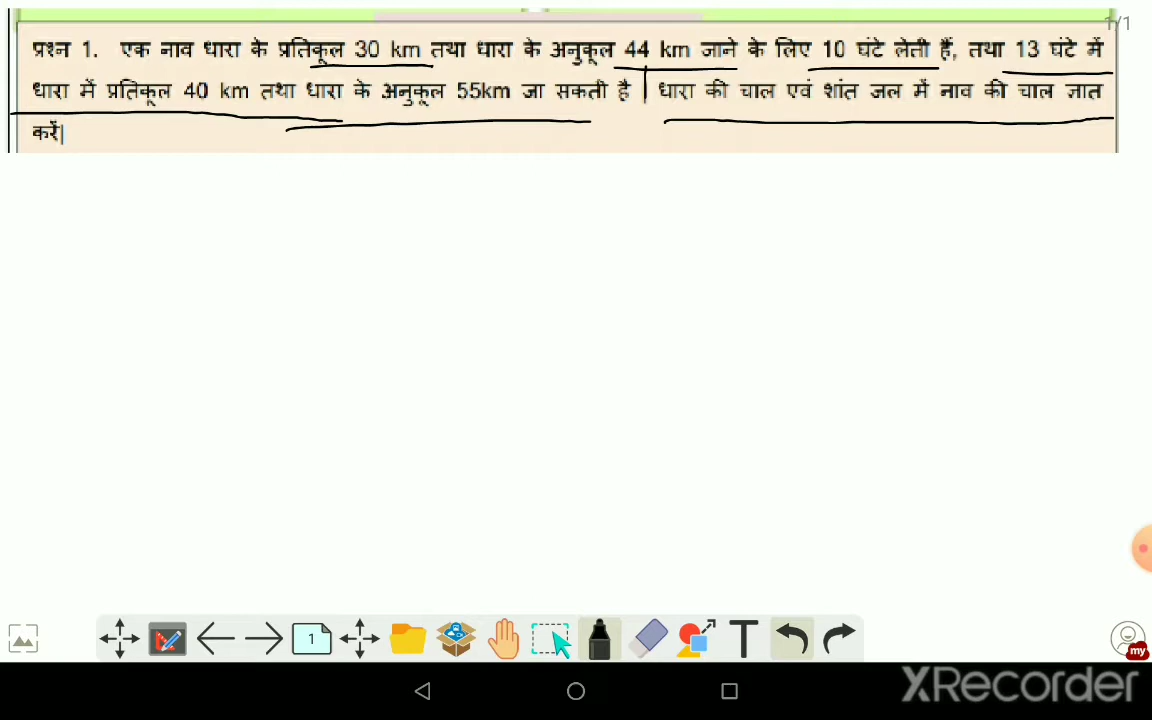 1/1
प्रश्न 1. एक नाव धारा के प्रतिकूल 30 km तथा धारा के अनुकूल 44 km जाने के लिए 10 घंटे लेती हैं, तथा 13 घंटे में
धारा में प्रतिकूल 40 km तथा धारा के अनुकूल 55km जा सकती है | धारा की चाल एवं शांत जल में नाव की चाल ज्ञात
करें|
1
T
my
XRecorder